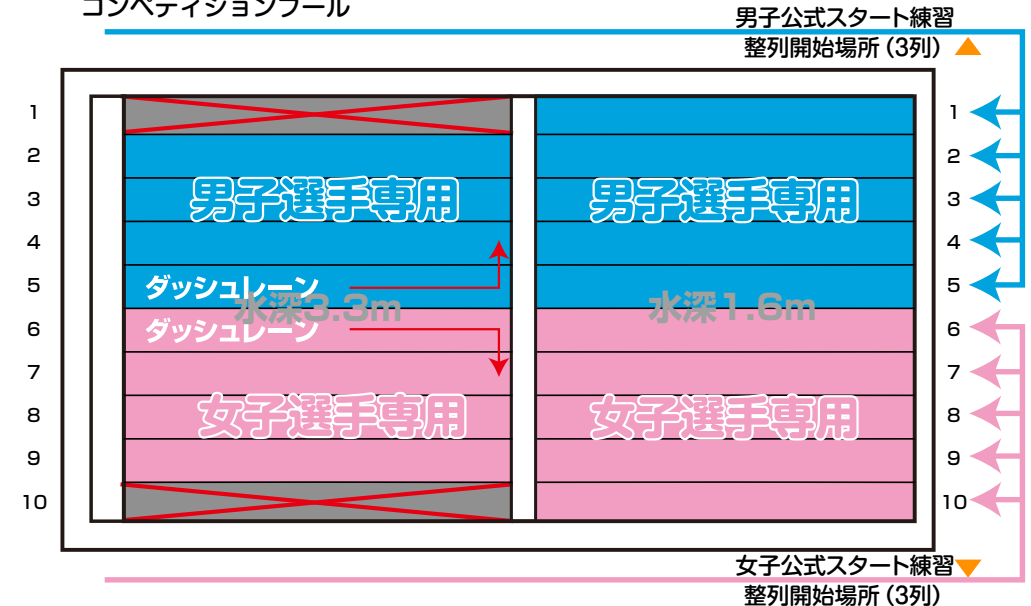 コンペティションプール
男子公式スタート練習
整列開始場所（3列）
1
2
3
4
5
6
7
8
9
10
男子選手専用
ダッシュレーン
水深3.3m
ダッシュレーン
女子選手専用
男子選手専用
水深1.6m
女子選手専用
1
2
3
4
5
6
7
8
9
10
女子公式スタート練習
整列開始場所（3列）